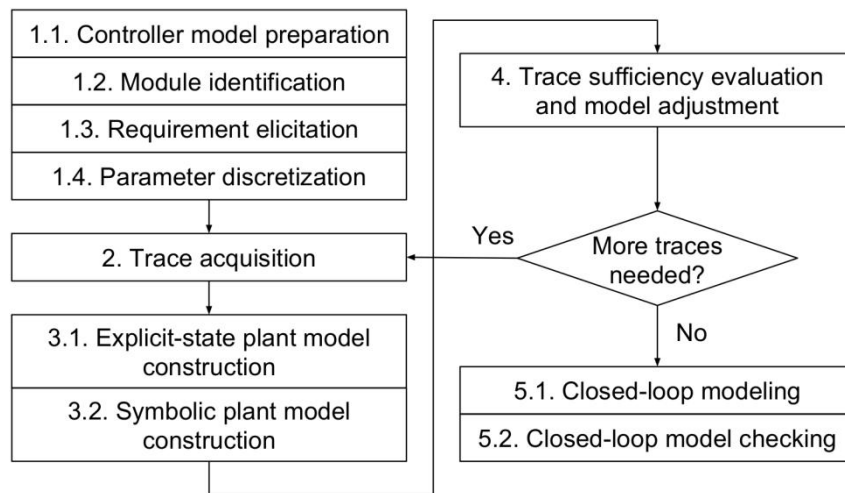 1.1. Controller model preparation
1.2. Module identification
1.3. Requirement elicitation
1.4. Parameter discretization
2. Trace acquisition
3.1. Explicit-state plant model
construction
3.2. Symbolic plant model
construction
4. Trace sufficiency evaluation
and model adjustment
More traces
needed?
Yes
No
5.1. Closed-loop modeling
5.2. Closed-loop model checking